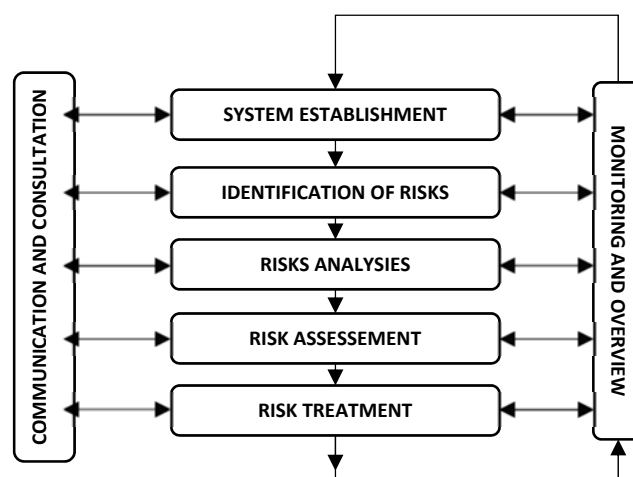 COMMUNICATION AND CONSULTATION
SYSTEM ESTABLISHMENT
IDENTIFICATION OF RISKS
RISKS ANALYSIES
RISK ASSESSEMENT
RISK TREATMENT
MONITORING AND OVERVIEW